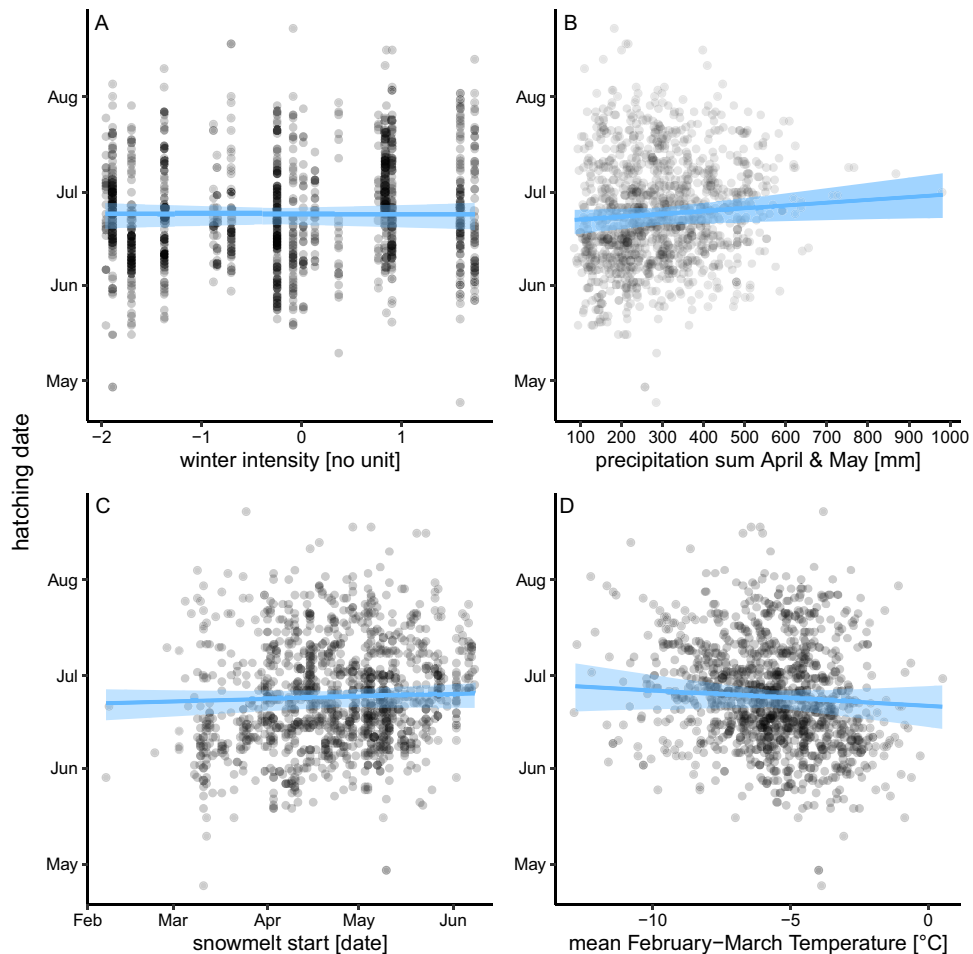 A
Aug
Jul
Jun
May
−2 −1 0 1
winter intensity [no unit]
B
Aug
Jul
Jun
May
100 200 300 400 500 600 700 800 900 1000
precipitation sum April & May [mm]
hatching date
C
Aug
Jul
Jun
May
Feb Mar Apr May Jun
snowmelt start [date]
D
Aug
Jul
Jun
May
−10 −5 0
mean February−March Temperature [°C]